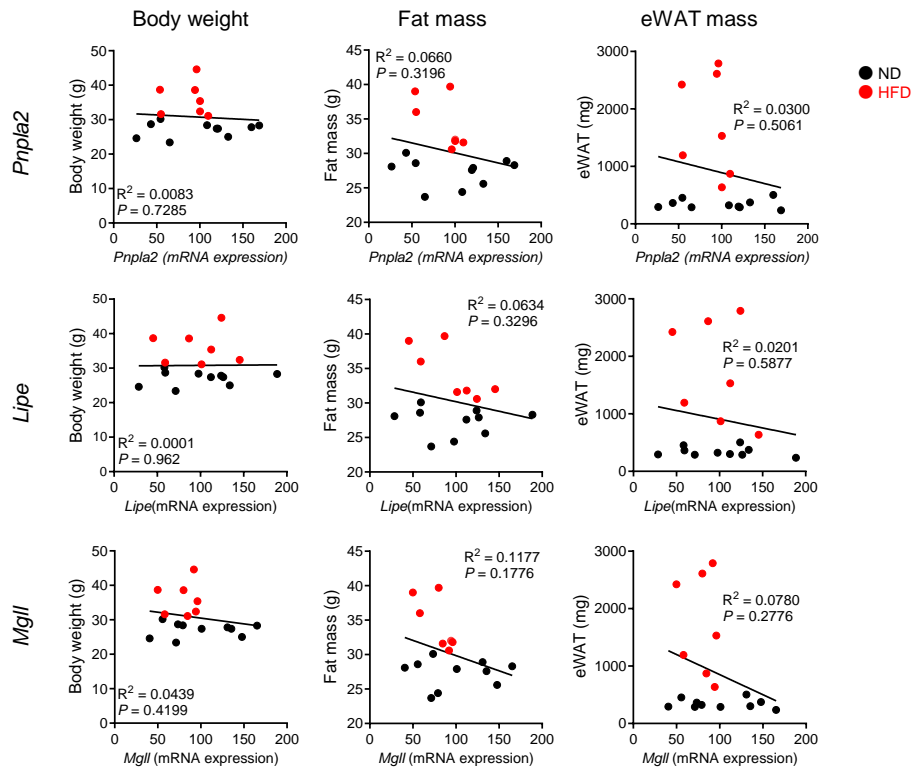 Body weight
Fat mass
eWAT mass
Pnpla2
Body weight (g)
50
40
30
20
10
0
R² = 0.0083
P = 0.7285
0
50
100
150
200
Pnpla2 (mRNA expression)
Fat mass (g)
45
40
35
30
25
20
R² = 0.0660
P = 0.3196
0
50
100
150
200
Pnpla2 (mRNA expression)
eWAT (mg)
3000
2000
1000
0
R² = 0.0300
P = 0.5061
0
50
100
150
200
Pnpla2 (mRNA expression)
ND
HFD
Lipe
Body weight (g)
50
40
30
20
10
0
R² = 0.0001
P = 0.962
0
50
100
150
200
Lipe(mRNA expression)
Fat mass (g)
45
40
35
30
25
20
R² = 0.0634
P = 0.3296
0
50
100
150
200
Lipe(mRNA expression)
eWAT (mg)
3000
2000
1000
0
R² = 0.0201
P = 0.5877
0
50
100
150
200
Lipe(mRNA expression)
Mgll
Body weight (g)
50
40
30
20
10
0
R² = 0.0439
P = 0.4199
0
50
100
150
200
Mgll (mRNA expression)
Fat mass (g)
45
40
35
30
25
20
R² = 0.1177
P = 0.1776
0
50
100
150
200
Mgll (mRNA expression)
eWAT (mg)
3000
2000
1000
0
R² = 0.0780
P = 0.2776
0
50
100
150
200
Mgll (mRNA expression)